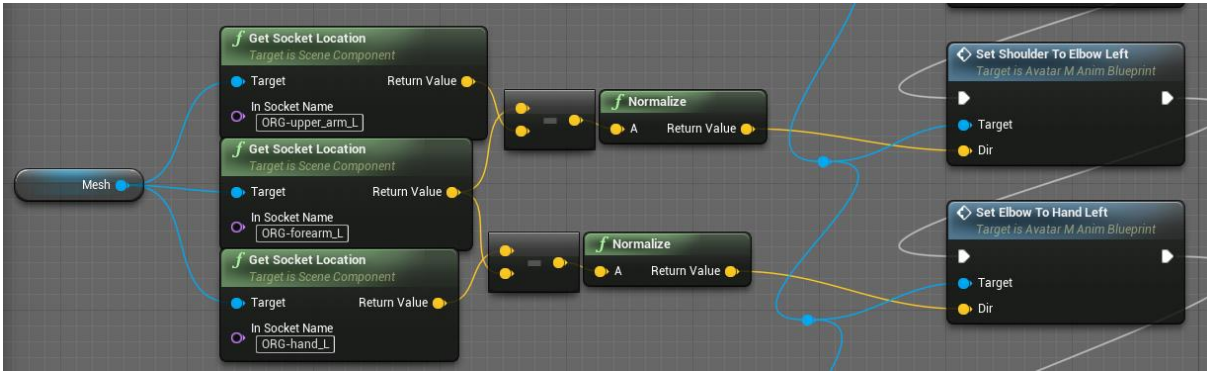 Get Socket Location
Target is Scene Component
Target Return Value
In Socket Name
ORG-upper_arm_L
Get Socket Location
Target is Scene Component
Mesh
Target Return Value
In Socket Name
ORG-forearm_L
Get Socket Location
Target is Scene Component
Target Return Value
In Socket Name
ORG-hand_L
Normalize
A Return Value
Normalize
A Return Value
Set Shoulder To Elbow Left
Target is Avatar M Anim Blueprint
Target
Dir
Set Elbow To Hand Left
Target is Avatar M Anim Blueprint
Target
Dir